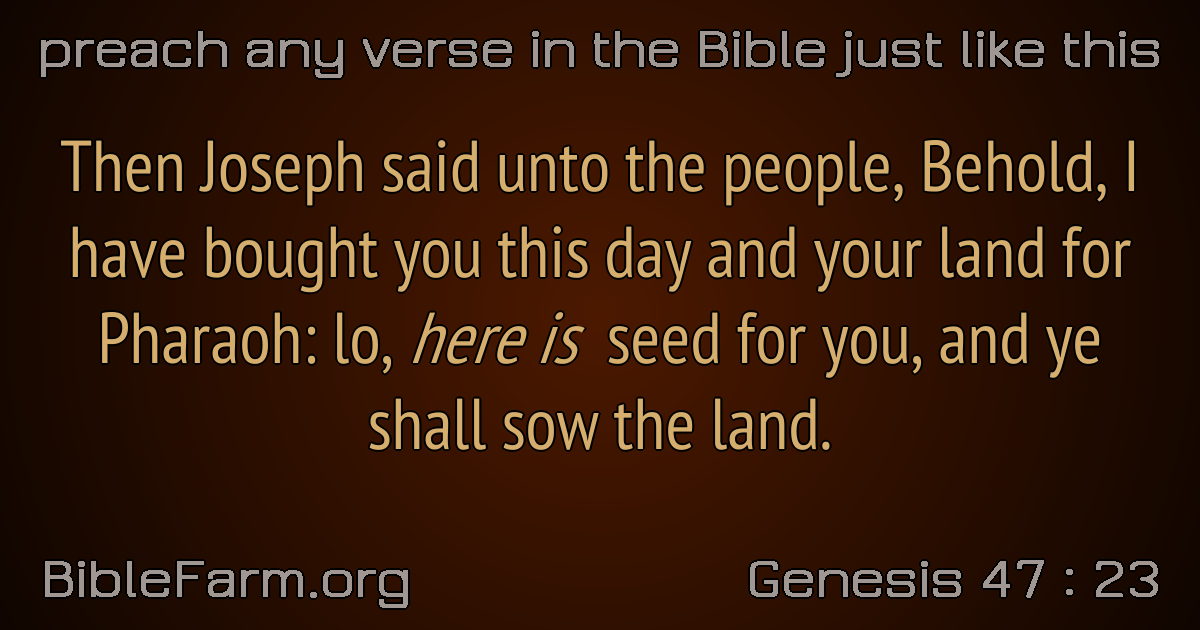 preach any verse in the Bible just like this
Then Joseph said unto the people, Behold, I
have bought you this day and your land for
Pharaoh: lo, here is seed for you, and ye
shall sow the land.
BibleFarm.org
Genesis 47 : 23